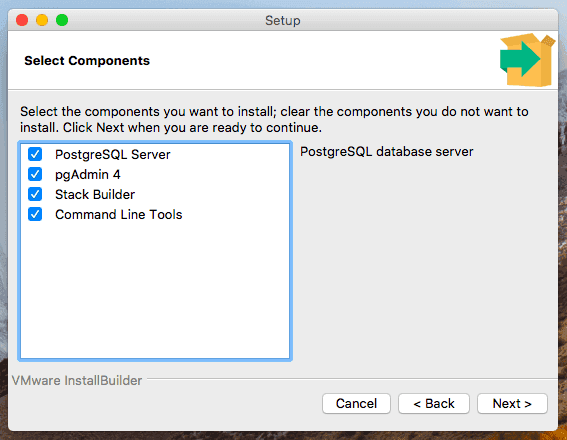 Setup
Select Components
Select the components you want to install; clear the components you do not want to
install. Click Next when you are ready to continue.
PostgreSQL Server
pgAdmin 4
Stack Builder
Command Line Tools
PostgreSQL database server
VMware InstallBuilder
Cancel
< Back
Next >